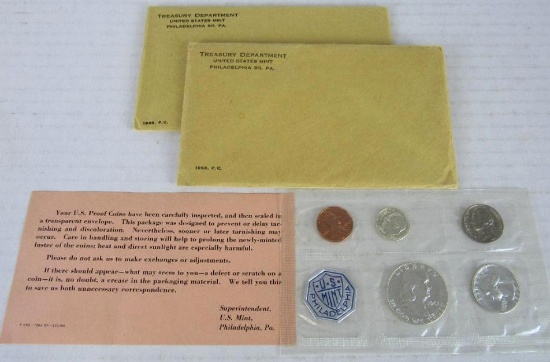 TREASURY DEPARTMENT
UNITED STATES MINT
PHILADELPHIA 30, PA.
TREASURY DEPARTMENT
UNITED STATES MINT
PHILADELPHIA 30, PA.
P.C.
P.C.
Your U.S. Proof Coins have been carefully inspected, and then sealed in
a transparent envelope. This package was designed to prevent or delay tar-
nishing and discoloration. Nevertheless, sooner or later tarnishing may
occur. Care in handling and storing will help to prolong the newly-minted
luster of the coins; heat and direct sunlight are especially harmful.
Please do not ask us to make exchanges or adjustments.
If there should appear—what may seem to you—a defect or scratch on a
coin—it is, no doubt, a crease in the packaging material. We tell you this
to save us both unnecessary correspondence.
Superintendent,
U.S. Mint,
Philadelphia, Pa.
U·S
MINT
PHILADELPHIA